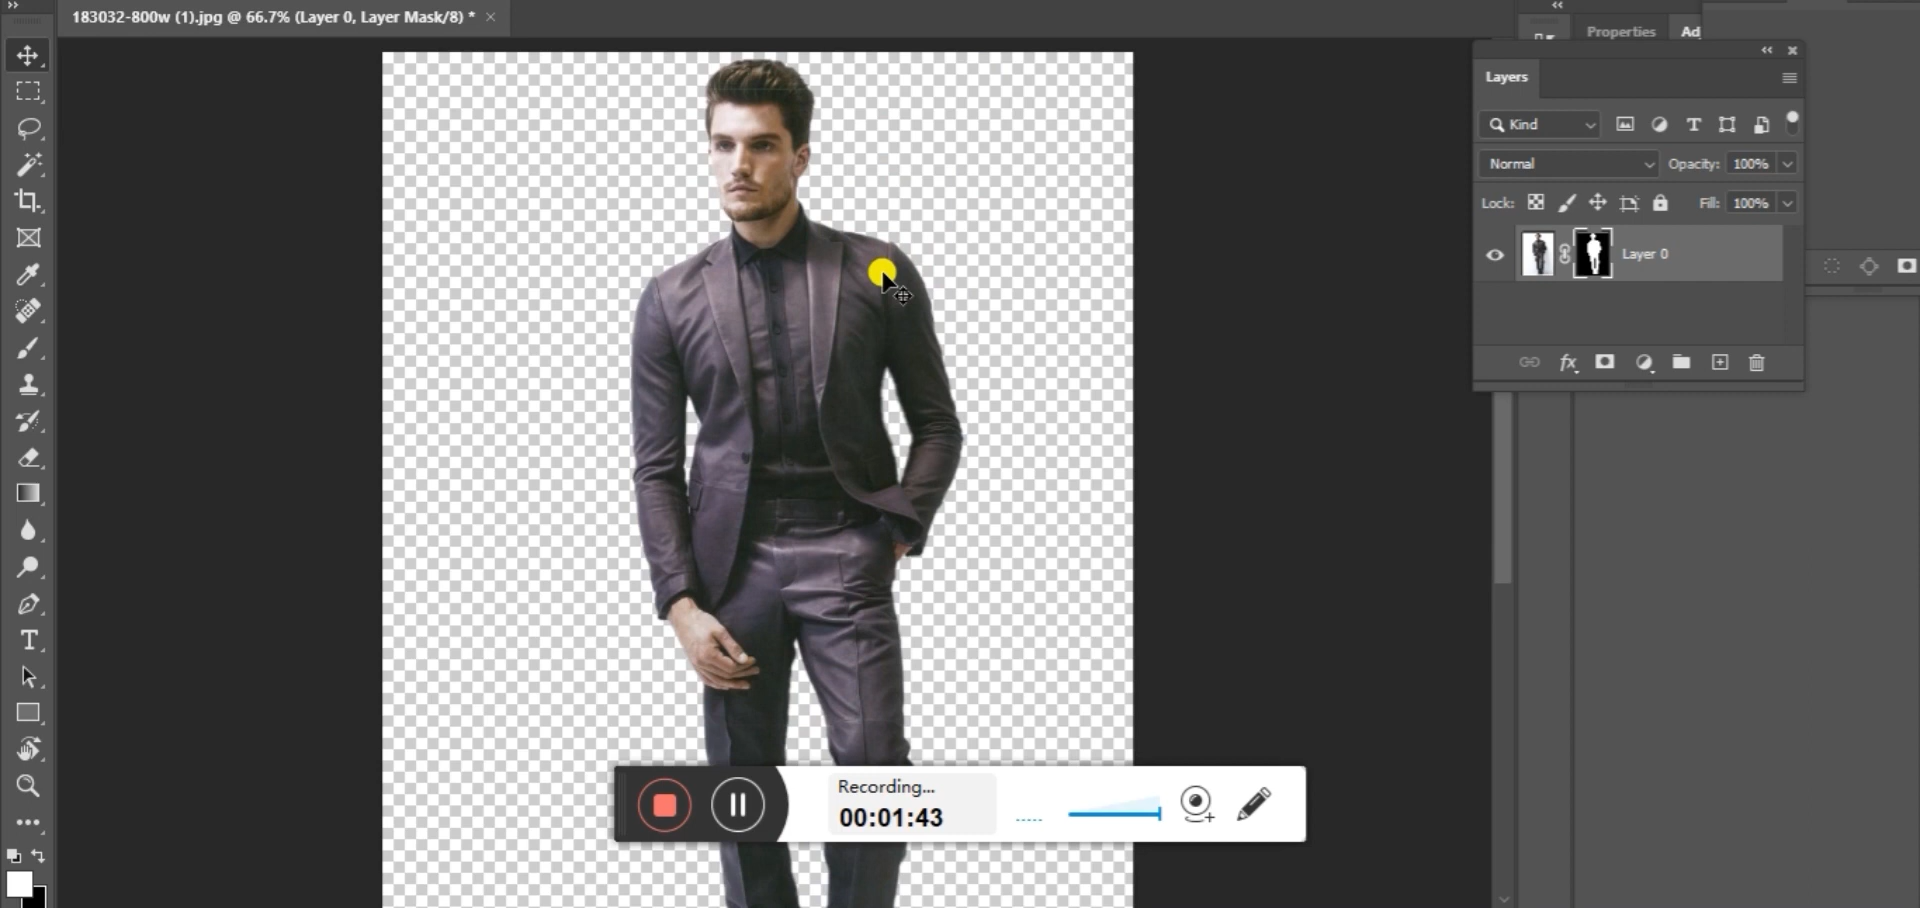 183032-800w (1).jpg @ 66.7% (Layer 0, Layer Mask/8) *
Properties
Layers
Kind
Normal
Opacity: 100%
Lock:
Fill: 100%
Layer 0
Recording...
00:01:43